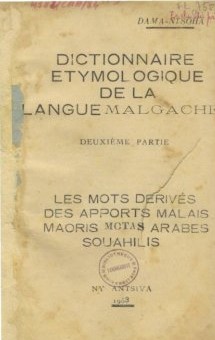 DAMA-NTSOHA
DICTIONNAIRE
ETYMOLOGIQUE
DE LA
LANGUE MALGACHE
DEUXIÈME PARTIE
LES MOTS DERIVÉS
DES APPORTS MALAIS
MAORIS MOTAS ARABES
SOUAHILIS
NY ANTSIVA
1953